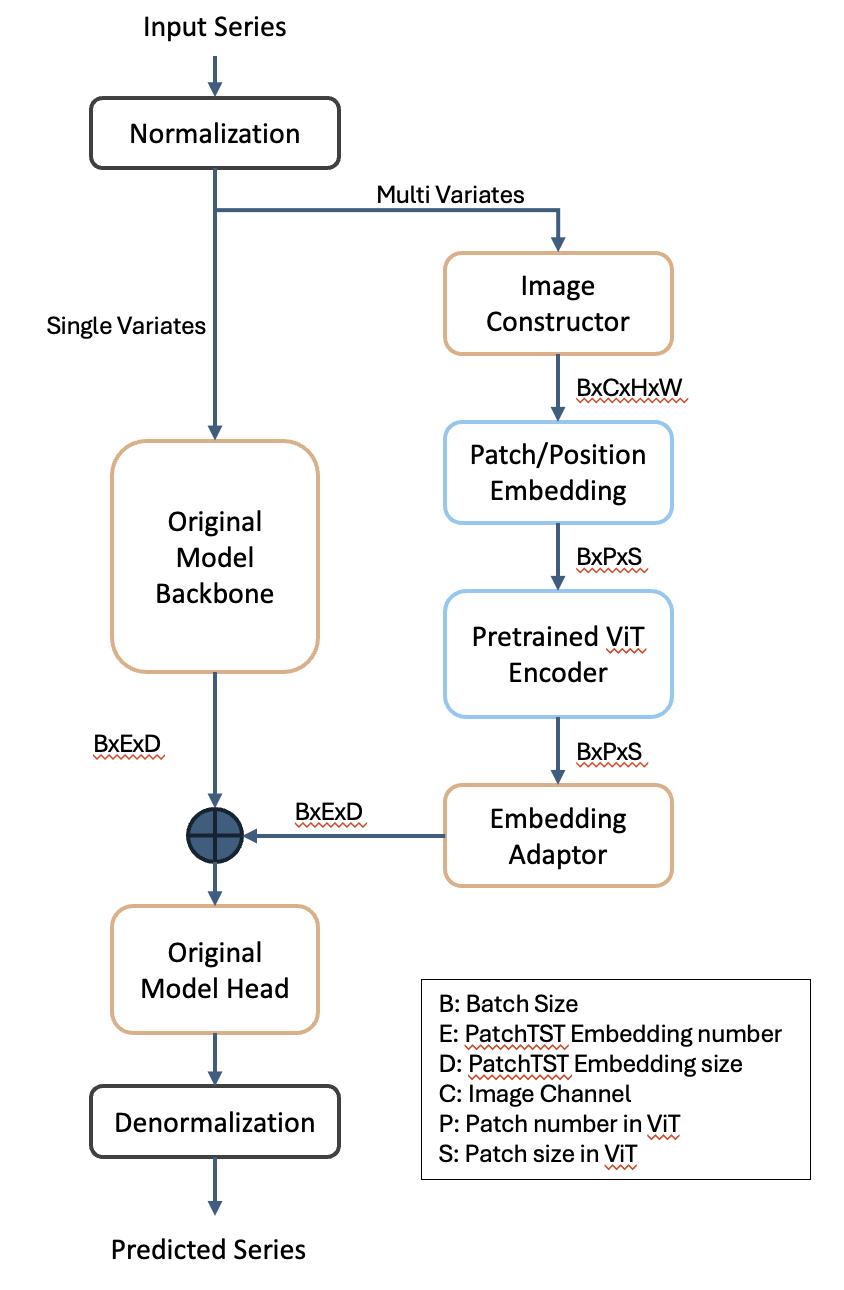 Input Series
Normalization
Multi Variates
Image
Constructor
Single Variates
BxCxHxW
Patch/Position
Embedding
Original
Model
Backbone
BxPxS
Pretrained ViT
Encoder
BxExD
BxPxS
BxExD
Embedding
Adaptor
Original
Model Head
B: Batch Size
E: PatchTST Embedding number
D: PatchTST Embedding size
C: Image Channel
P: Patch number in ViT
S: Patch size in ViT
Denormalization
Predicted Series